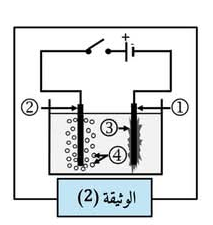 + -
② ①
③
④
الوثيقة (2)